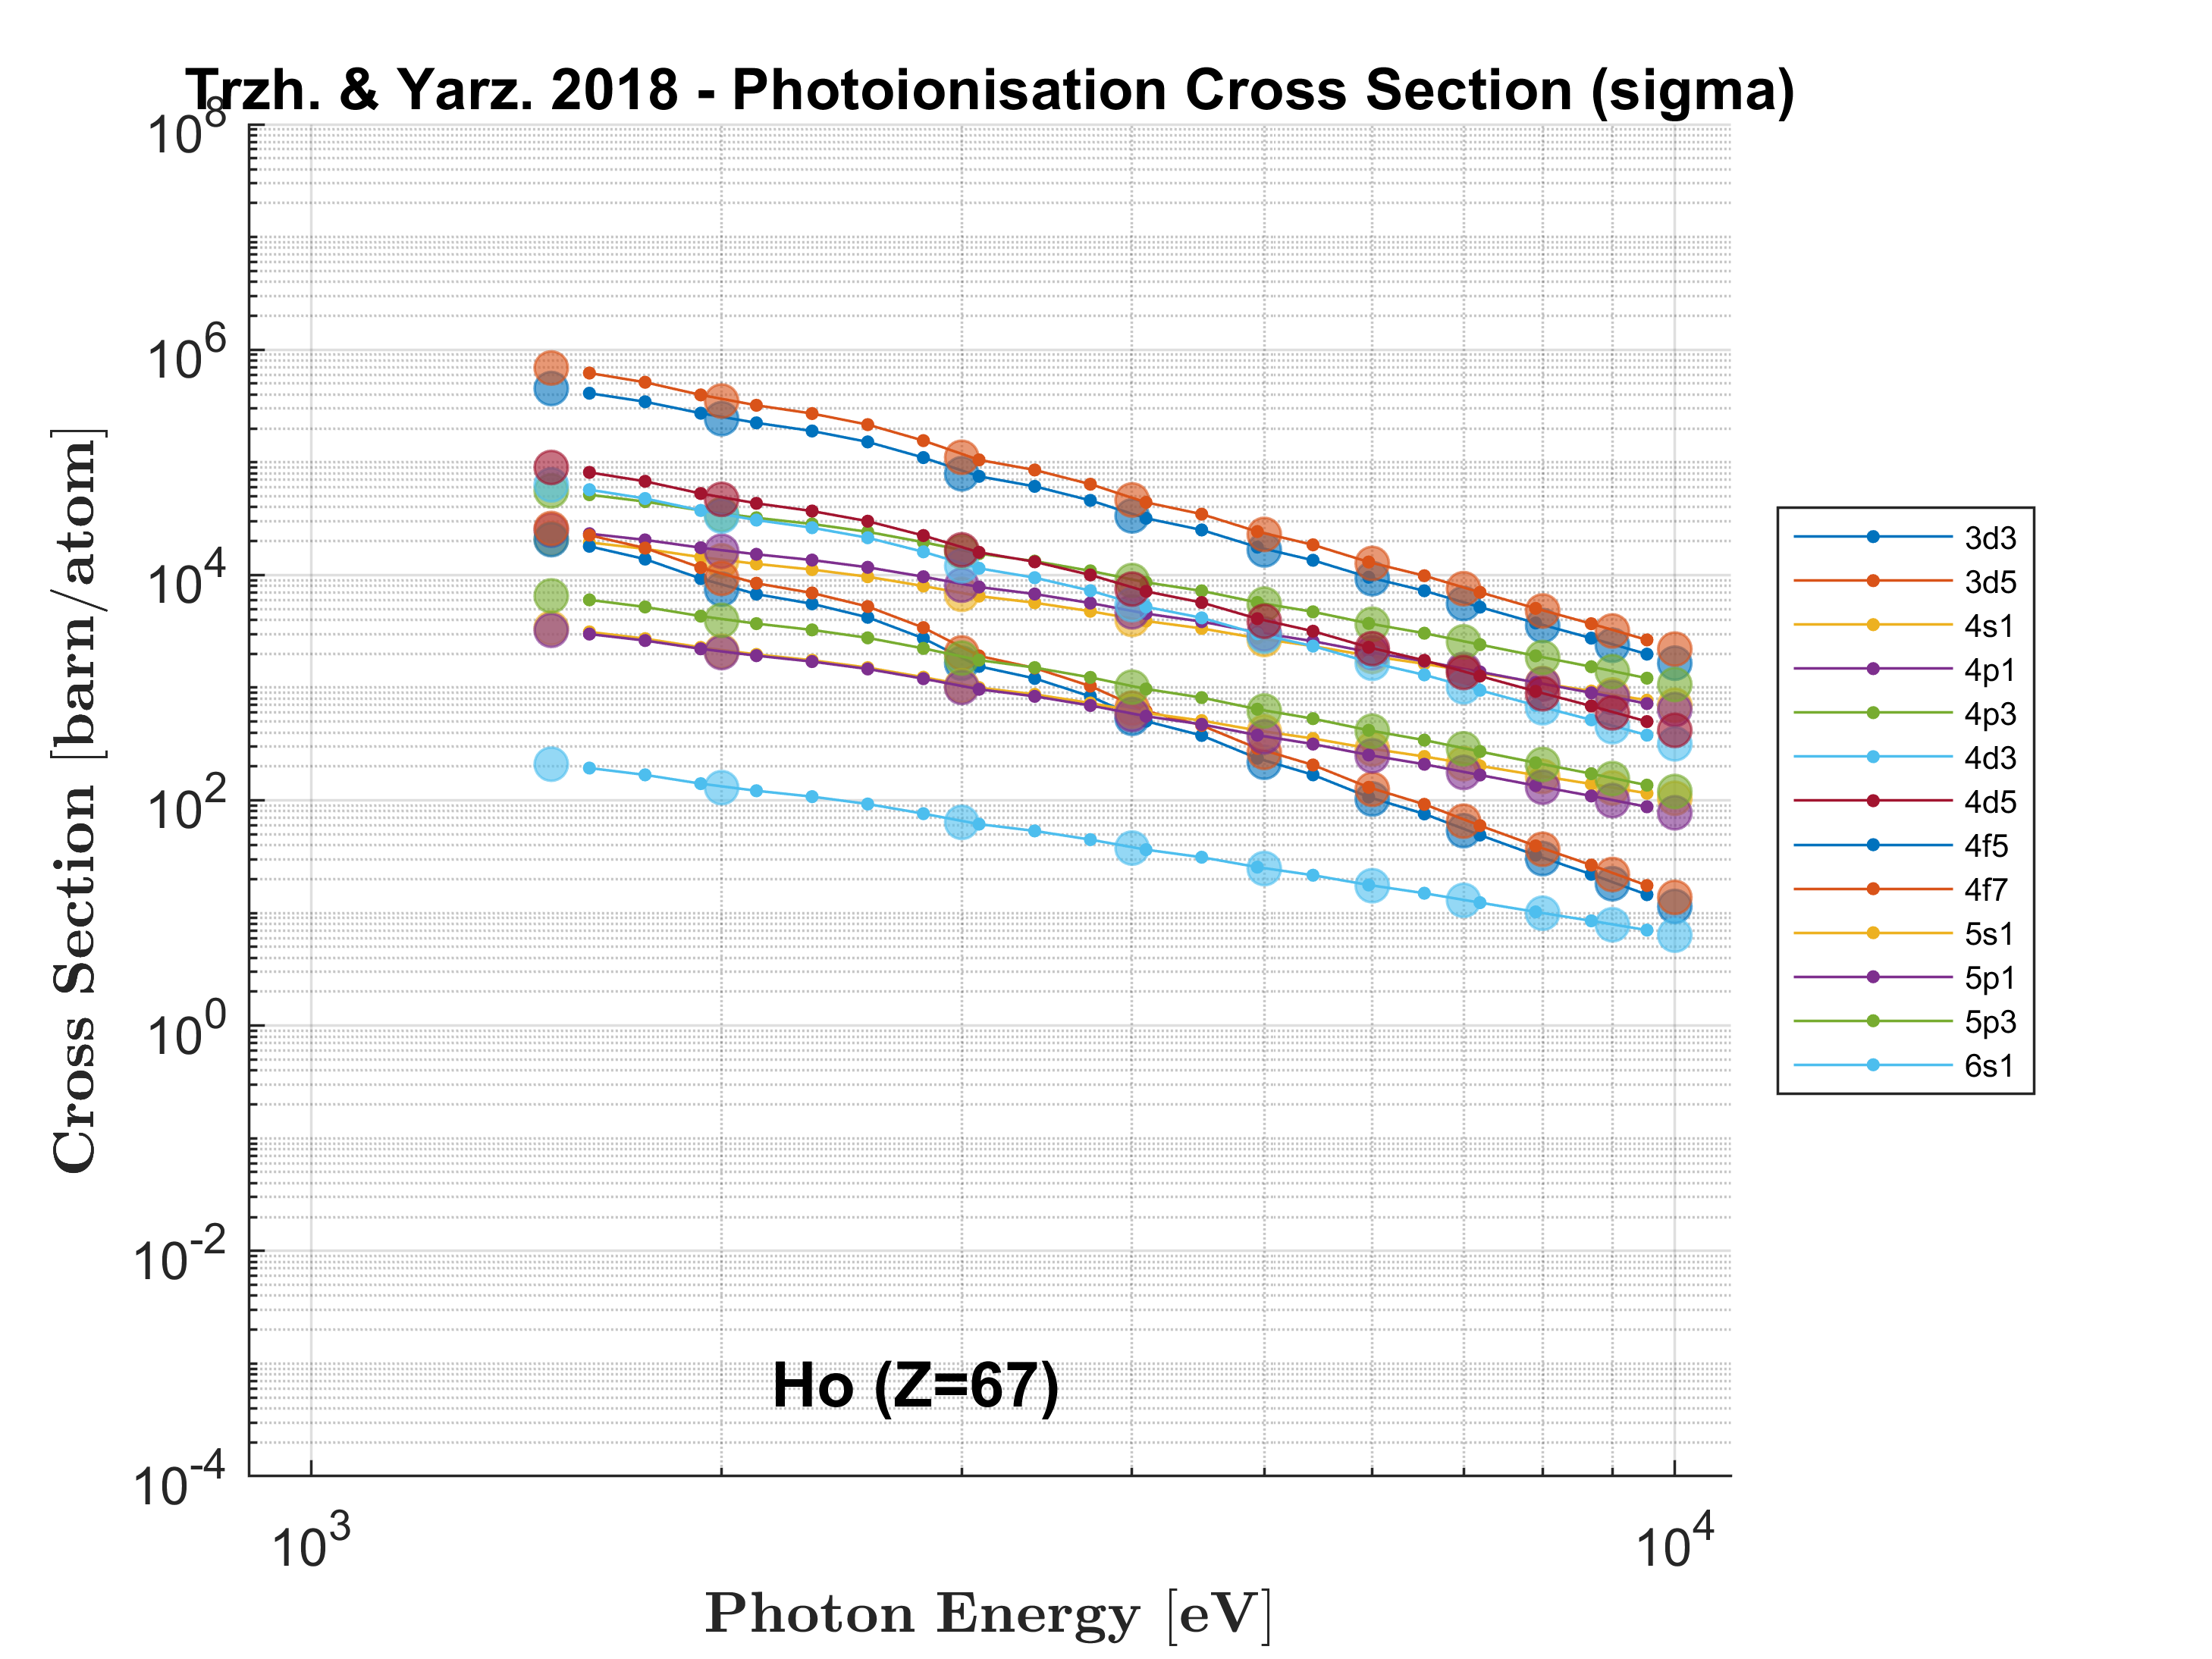 Trzh. & Yarz. 2018 - Photoionisation Cross Section (sigma)
10^8
10^6
10^4
10^2
10^0
10^-2
10^-4
Cross Section [barn/atom]
Ho (Z=67)
10^3
10^4
Photon Energy [eV]
3d3
3d5
4s1
4p1
4p3
4d3
4d5
4f5
4f7
5s1
5p1
5p3
6s1